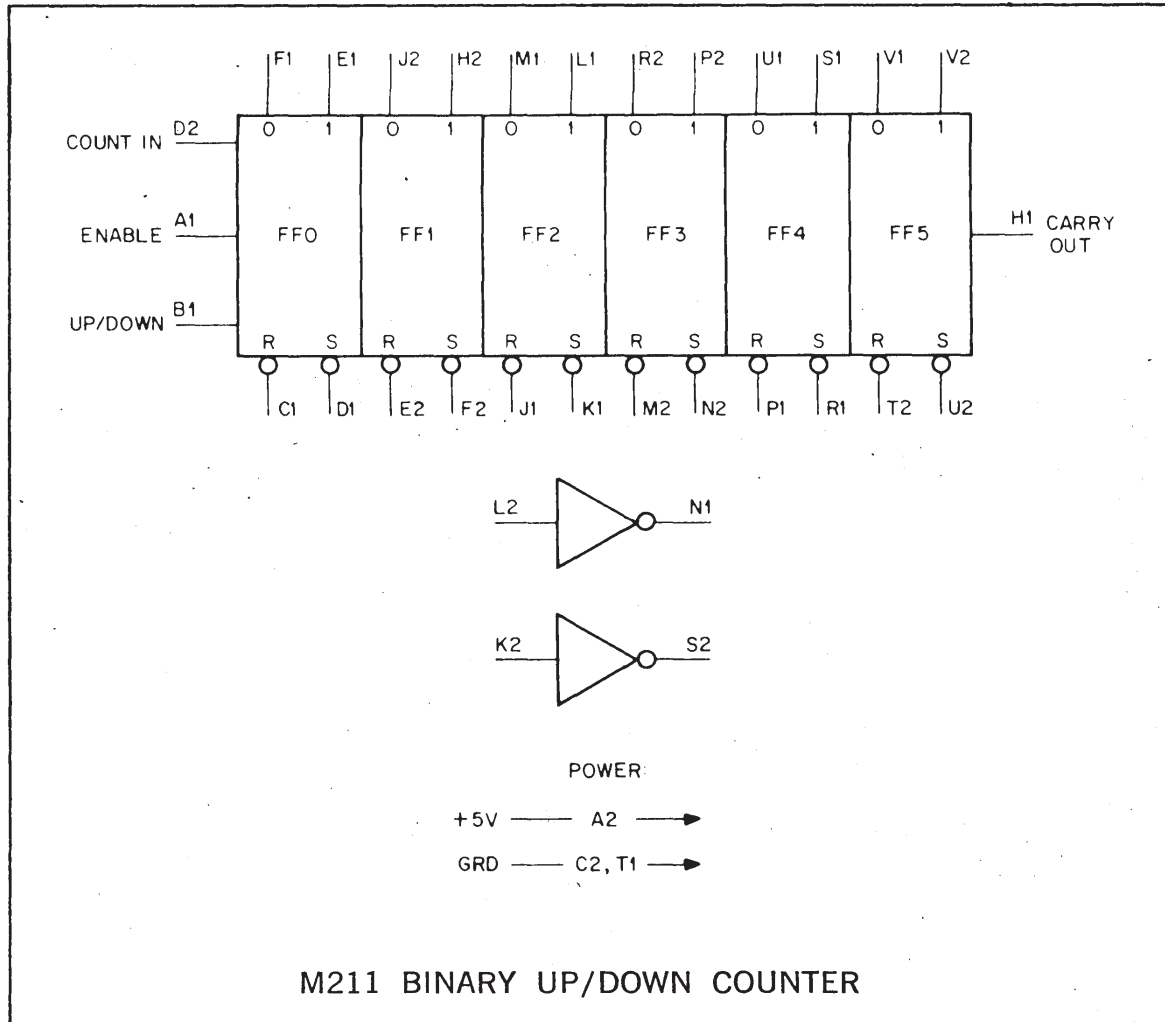 F1 E1 J2 H2 M1 L1 R2 P2 U1 S1 V1 V2
0 1 0 1 0 1 0 1 0 1 0 1
COUNT IN D2
ENABLE A1 FF0 FF1 FF2 FF3 FF4 FF5 H1 CARRY
OUT
UP/DOWN B1
R S R S R S R S R S R S
C1 D1 E2 F2 J1 K1 M2 N2 P1 R1 T2 U2
L2 N1
K2 S2
POWER:
+5V A2
GRD C2, T1
M211 BINARY UP/DOWN COUNTER